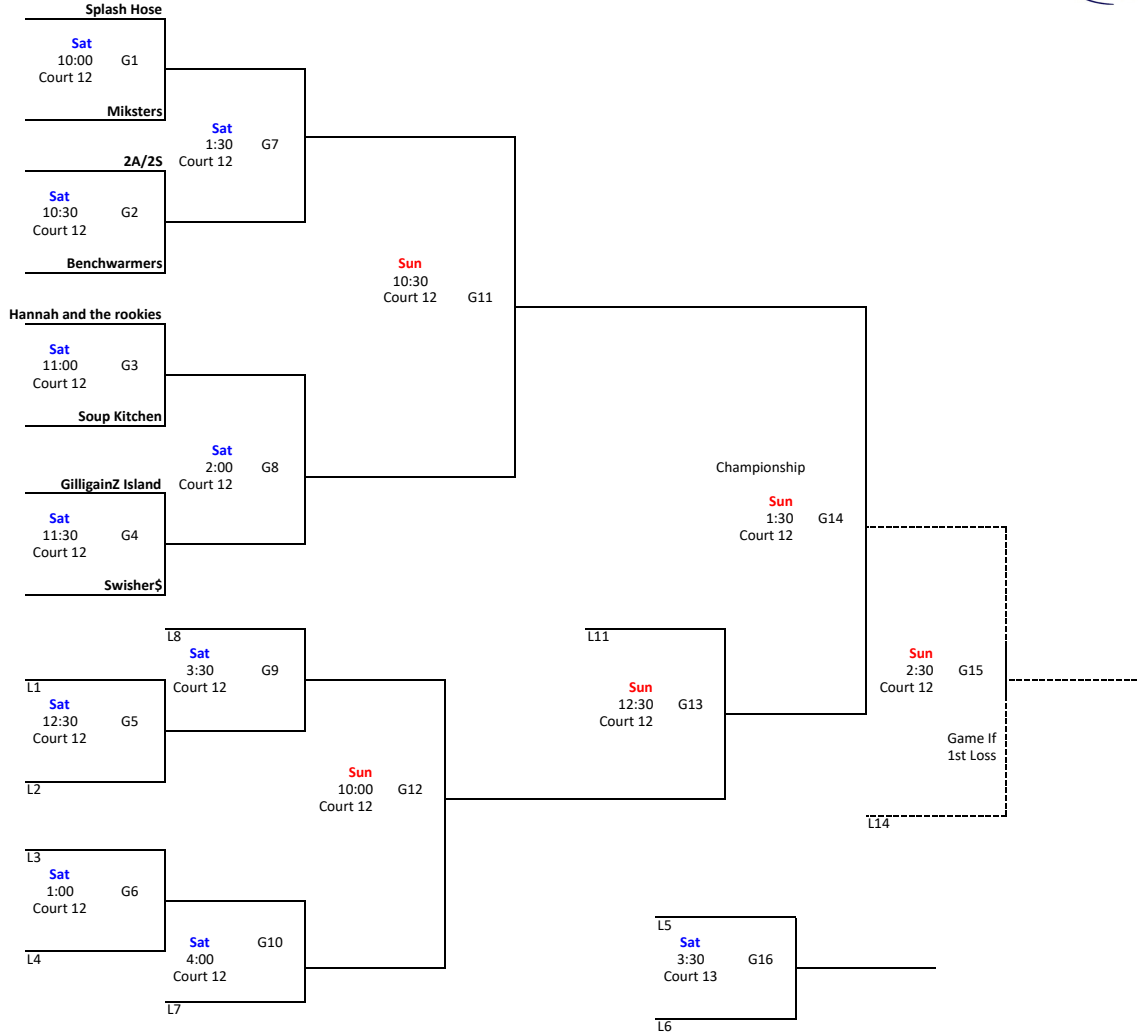 Splash Hose
Sat
10:00 G1
Court 12
Miksters
Sat
1:30 G7
Court 12
2A/2S
Sat
10:30 G2
Court 12
Benchwarmers
Sun
10:30
Court 12 G11
Hannah and the rookies
Sat
11:00 G3
Court 12
Soup Kitchen
Sat
2:00 G8
Court 12
GilligainZ Island
Sat
11:30 G4
Court 12
Swisher$
Championship
Sun
1:30 G14
Court 12
L8
Sat
3:30 G9
Court 12
L1
Sat
12:30 G5
Court 12
L2
L11
Sun
12:30 G13
Court 12
Sun
2:30 G15
Court 12
Game If
1st Loss
L14
Sun
10:00 G12
Court 12
L3
Sat
1:00 G6
Court 12
L4
Sat G10
4:00
Court 12
L7
L5
Sat
3:30 G16
Court 13
L6